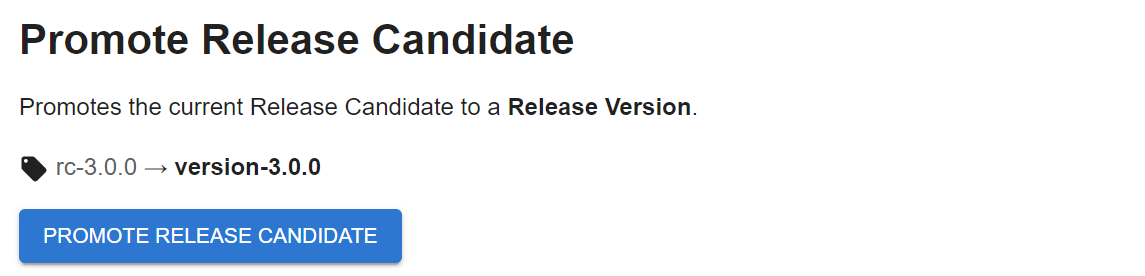 Promote Release Candidate
Promotes the current Release Candidate to a Release Version.
rc-3.0.0 → version-3.0.0
PROMOTE RELEASE CANDIDATE